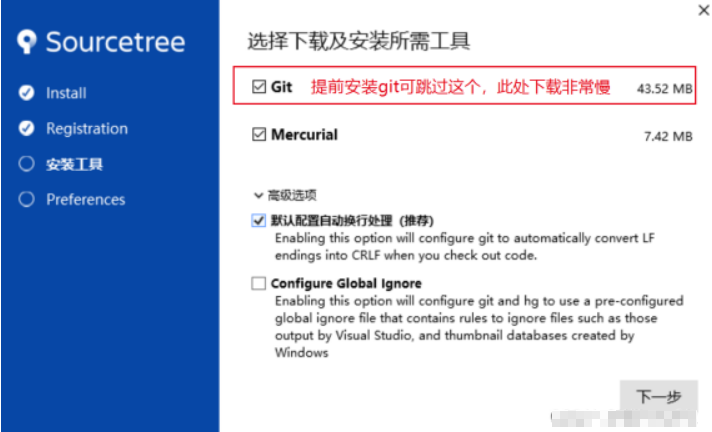 Sourcetree
Install
Registration
安装工具
Preferences
选择下载及安装所需工具
Git 提前安装git可跳过这个，此处下载非常慢 43.52 MB
Mercurial 7.42 MB
高级选项
默认配置自动换行处理（推荐）
Enabling this option will configure git to automatically convert LF
endings into CRLF when you check out code.
Configure Global Ignore
Enabling this option will configure git and hg to use a pre-configured
global ignore file that contains rules to ignore files such as those
output by Visual Studio, and thumbnail databases created by
Windows
下一步